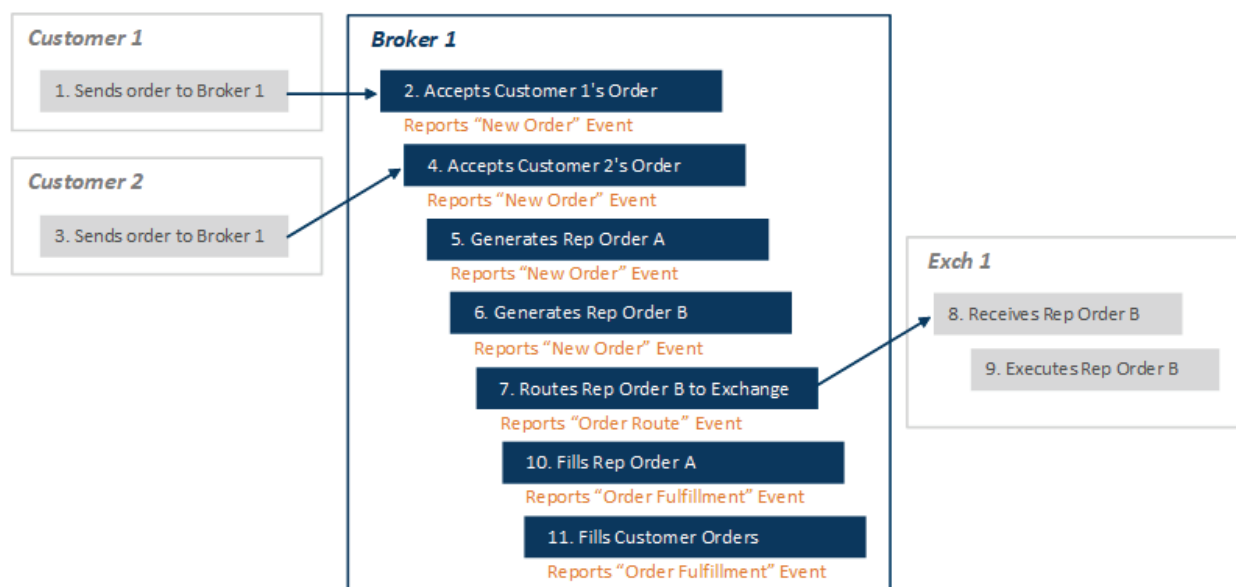 Customer 1
1. Sends order to Broker 1
Customer 2
3. Sends order to Broker 1
Broker 1
2. Accepts Customer 1's Order
Reports “New Order” Event
4. Accepts Customer 2's Order
Reports “New Order” Event
5. Generates Rep Order A
Reports “New Order” Event
6. Generates Rep Order B
Reports “New Order” Event
7. Routes Rep Order B to Exchange
Reports “Order Route” Event
10. Fills Rep Order A
Reports “Order Fulfillment” Event
11. Fills Customer Orders
Reports “Order Fulfillment” Event
Exch 1
8. Receives Rep Order B
9. Executes Rep Order B